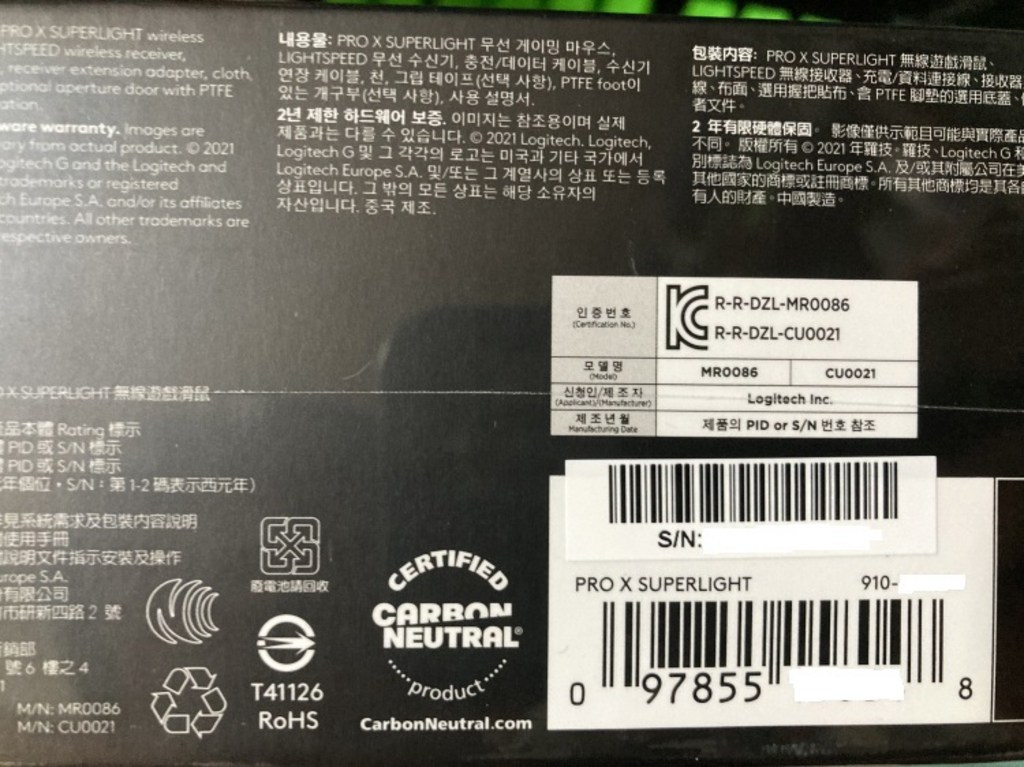 PRO X SUPERLIGHT wireless
HTSPEED wireless receiver,
receiver extension adapter, cloth,
optional aperture door with PTFE
ware warranty. Images are
vary from actual product. © 2021
Logitech G and the Logitech and
trademarks or registered
ch Europe S.A. and/or its affiliates
countries. All other trademarks are
respective owners.
내용물: PRO X SUPERLIGHT 무선 게이밍 마우스,
LIGHTSPEED 무선 수신기, 충전/데이터 케이블, 수신기
연장 케이블, 천, 그립 테이프(선택 사항), PTFE foot이
있는 개구부(선택 사항), 사용 설명서.
2년 제한 하드웨어 보증. 이미지는 참조용이며 실제
제품과는 다를 수 있습니다. © 2021 Logitech. Logitech,
Logitech G 및 그 각각의 로고는 미국과 기타 국가에서
Logitech Europe S.A. 및/또는 그 계열사의 상표 또는 등록
상표입니다. 그 밖의 모든 상표는 해당 소유자의
자산입니다. 중국 제조.
包裝內容: PRO X SUPERLIGHT 無線遊戲滑鼠、
LIGHTSPEED 無線接收器、充電/資料連接線、接收器
線、布面、選用握把貼布、含 PTFE 腳墊的選用底蓋、
者文件。
2 年有限硬體保固。影像僅供示範且可能與實際產品
不同。版權所有 © 2021 年羅技。羅技、Logitech G 和
別標誌為 Logitech Europe S.A. 及/或其附屬公司在美
其他國家的商標或註冊商標。所有其他商標均是其各
有人的財產。中國製造。
인증번호
(Certification No.)
R-R-DZL-MR0086
R-R-DZL-CU0021
모델명
(Model)
MR0086
CU0021
신청인/제조자
(Applicant)/(Manufacturer)
Logitech Inc.
제조년월
Manufacturing Date
제품의 PID or S/N 번호 참조
X SUPERLIGHT 無線遊戲滑鼠
品本體 Rating 標示
PID 或 S/N 標示
PID 或 S/N 標示
年個位,S/N:第 1-2 碼表示西元年)
見系統需求及包裝內容說明
使用手冊
說明文件指示安裝及操作
urope S.A.
有限公司
市研新四路 2 號
銷部
號 6 樓之 4
M/N: MR0086
M/N: CU0021
廢電池請回收
T41126
RoHS
CERTIFIED
CARBON
NEUTRAL®
product
CarbonNeutral.com
S/N:
PRO X SUPERLIGHT 910-
0 97855 8